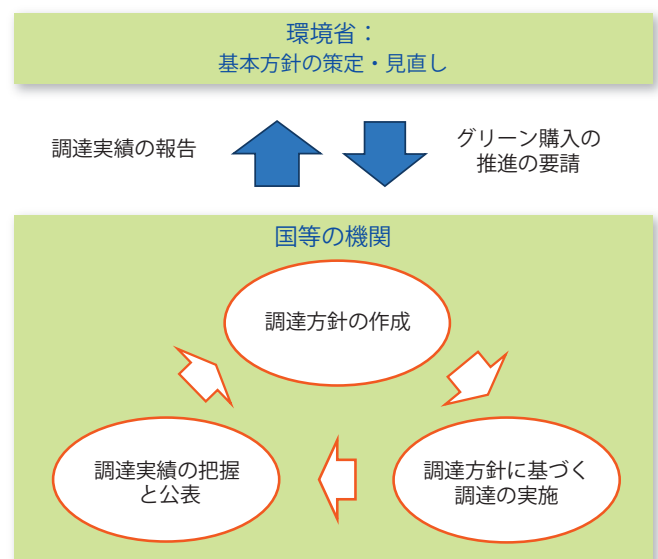 環境省：
基本方針の策定・見直し
調達実績の報告
グリーン購入の
推進の要請
国等の機関
調達方針の作成
調達実績の把握
と公表
調達方針に基づく
調達の実施